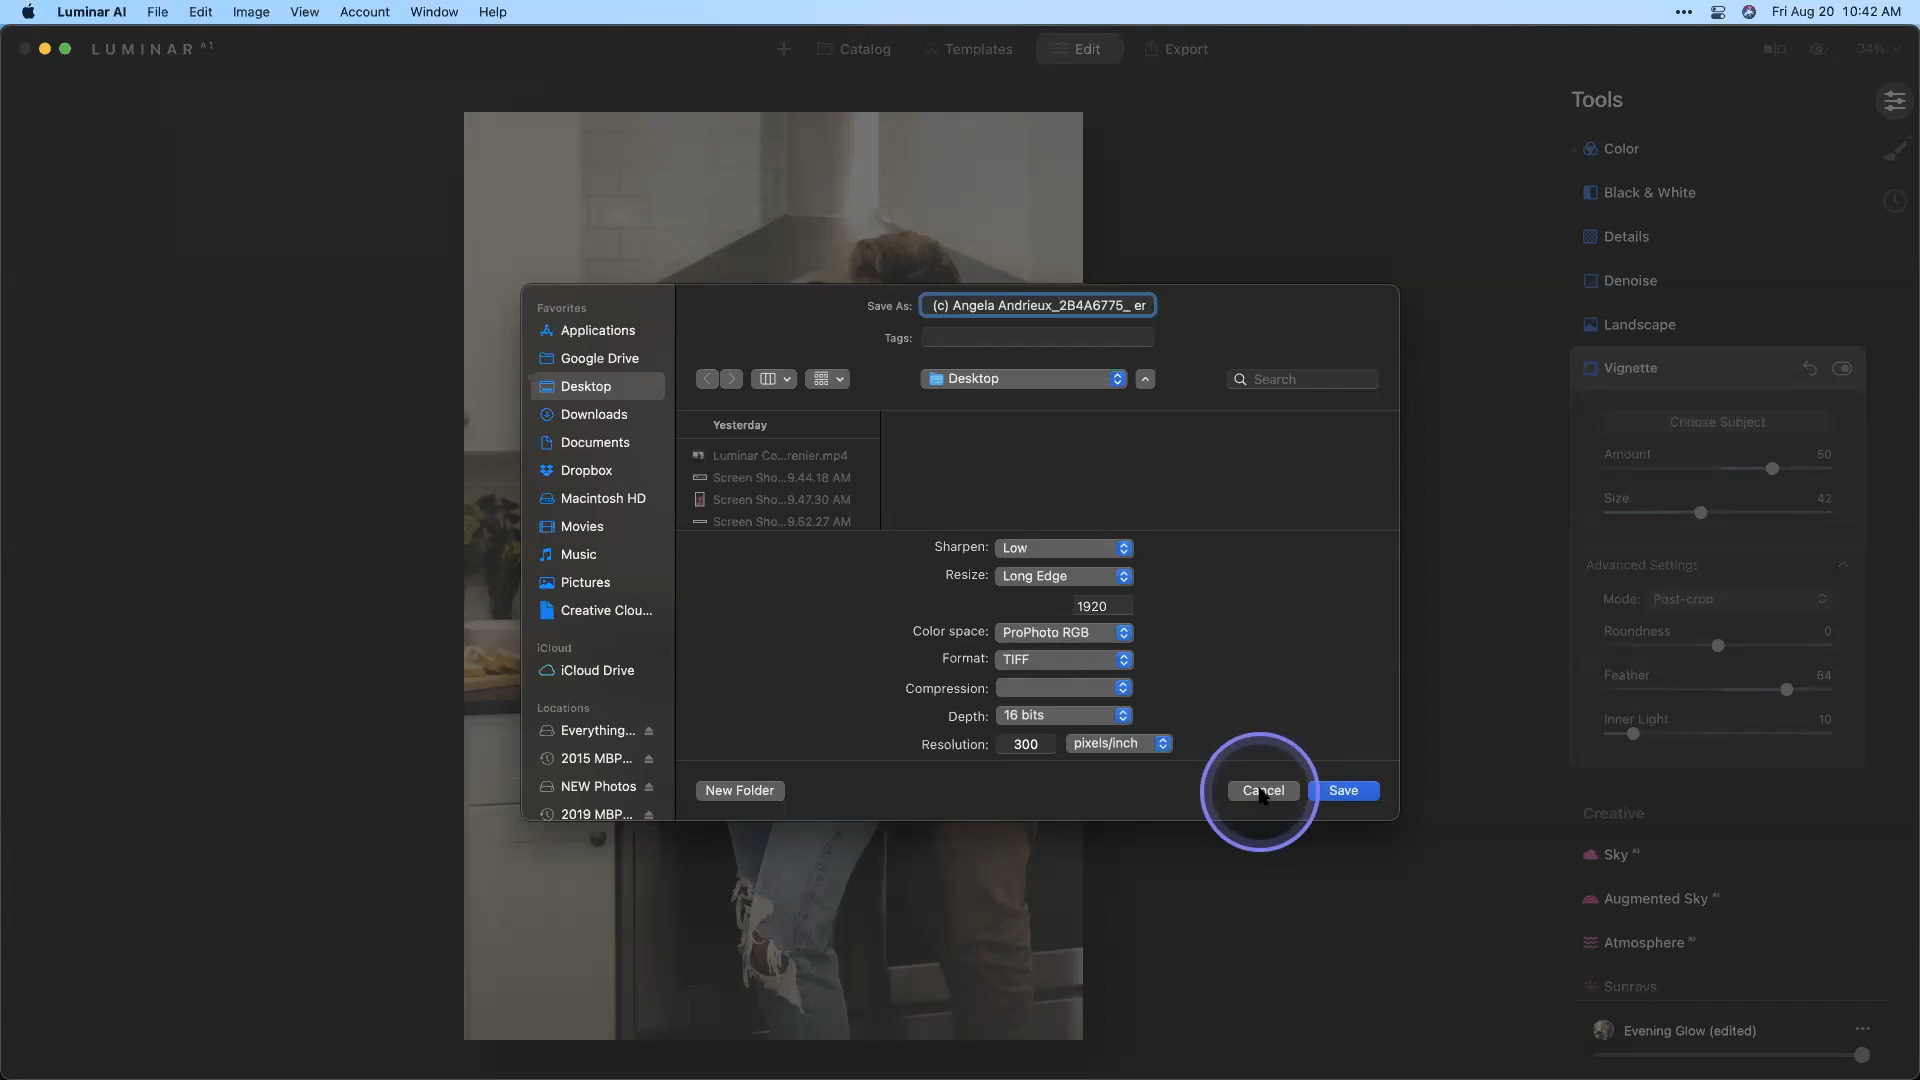 Luminar AI File Edit Image View Account Window Help
••• Fri Aug 20 10:42 AM
LUMINAR AI
Catalog Templates Edit Export
34%
Tools
Color
Black & White
Details
Denoise
Landscape
Vignette
Choose Subject
Amount 50
Size 42
Advanced Settings
Mode: Post-crop
Roundness 0
Feather 64
Inner Light 10
Creative
Sky AI
Augmented Sky AI
Atmosphere AI
Sunrays
Evening Glow (edited)
Favorites
Applications
Google Drive
Desktop
Downloads
Documents
Dropbox
Macintosh HD
Movies
Music
Pictures
Creative Clou...
iCloud
iCloud Drive
Locations
Everything...
2015 MBP...
NEW Photos
2019 MBP...
Save As: (c) Angela Andrieux_2B4A6775_ er
Tags:
Desktop
Search
Yesterday
Luminar Co...renier.mp4
Screen Sho...9.44.18 AM
Screen Sho...9.47.30 AM
Screen Sho...9.52.27 AM
Sharpen: Low
Resize: Long Edge
1920
Color space: ProPhoto RGB
Format: TIFF
Compression:
Depth: 16 bits
Resolution: 300 pixels/inch
New Folder
Cancel
Save